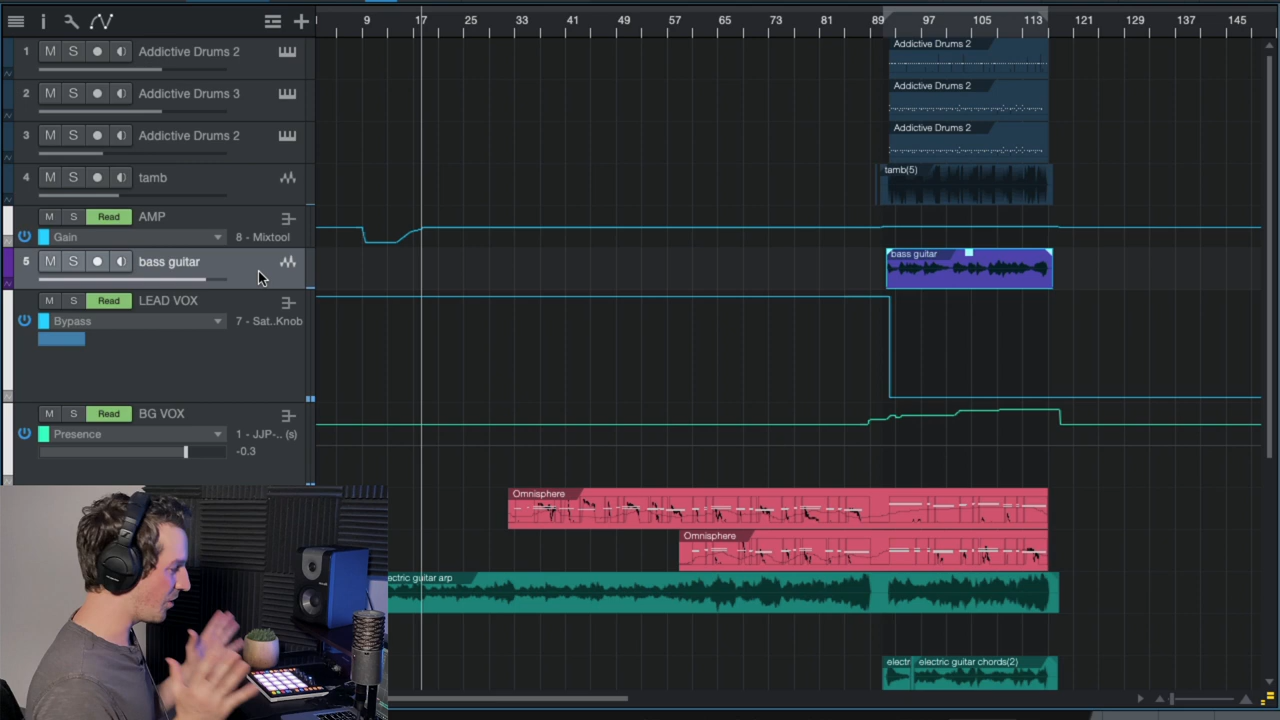 9 17 25 33 41 49 57 65 73 81 89 97 105 113 121 129 137 145
1 M S Addictive Drums 2
Addictive Drums 2
2 M S Addictive Drums 3
Addictive Drums 2
3 M S Addictive Drums 2
Addictive Drums 2
4 M S tamb
tamb(5)
M S Read AMP
Gain 8 - Mixtool
5 M S bass guitar
bass guitar
M S Read LEAD VOX
Bypass 7 - Sat..Knob
M S Read BG VOX
Presence 1 - JJP-.. (s)
-0.3
Omnisphere
Omnisphere
ectric guitar arp
electr electric guitar chords(2)